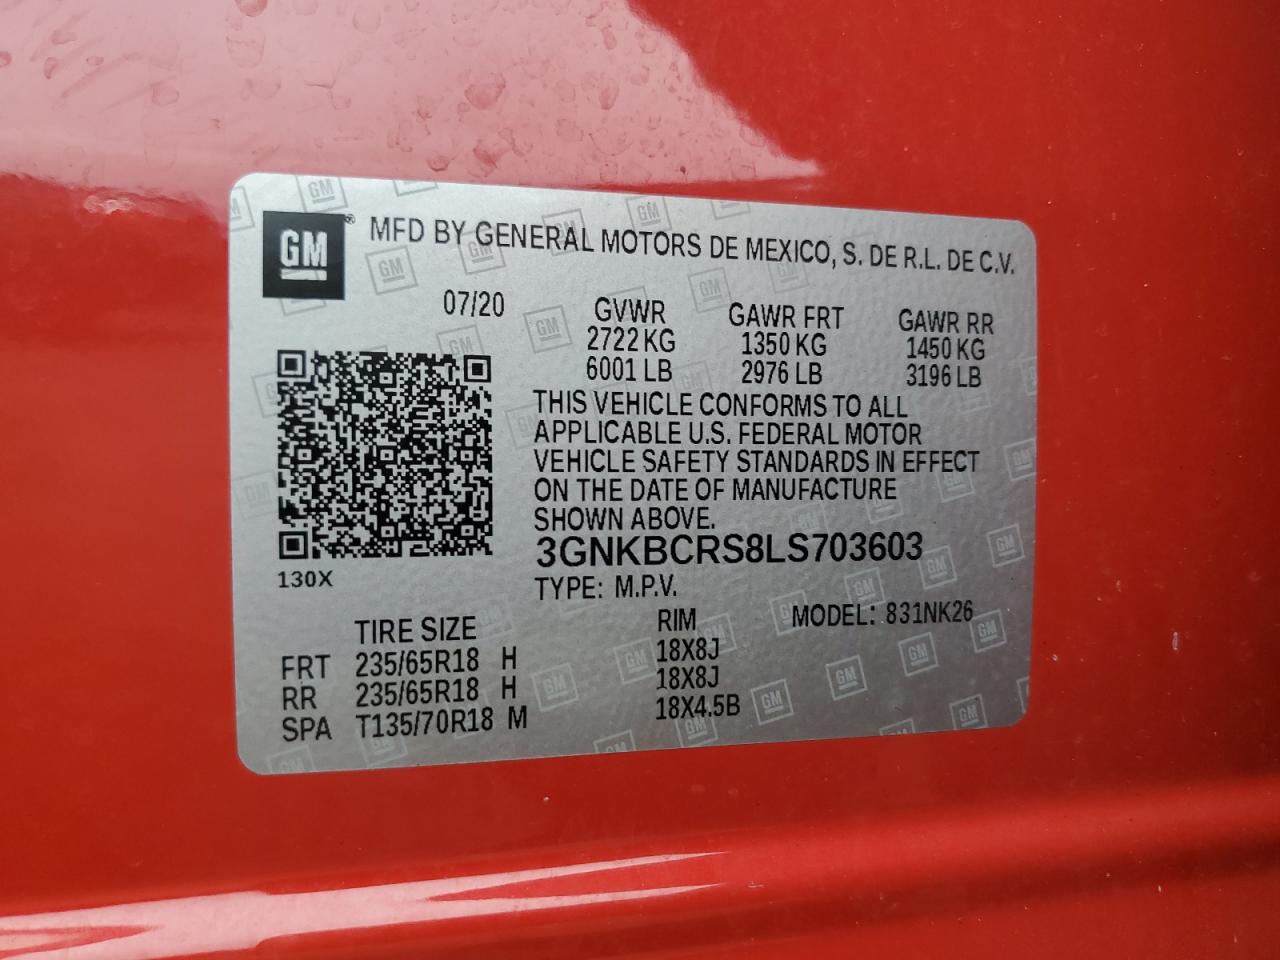 GM ® MFD BY GENERAL MOTORS DE MEXICO, S. DE R.L. DE C.V.
07/20 GVWR GAWR FRT GAWR RR
2722 KG 1350 KG 1450 KG
6001 LB 2976 LB 3196 LB
THIS VEHICLE CONFORMS TO ALL
APPLICABLE U.S. FEDERAL MOTOR
VEHICLE SAFETY STANDARDS IN EFFECT
ON THE DATE OF MANUFACTURE
SHOWN ABOVE.
3GNKBCRS8LS703603
130X
TYPE: M.P.V.
TIRE SIZE RIM MODEL: 831NK26
FRT 235/65R18 H 18X8J
RR 235/65R18 H 18X8J
SPA T135/70R18 M 18X4.5B